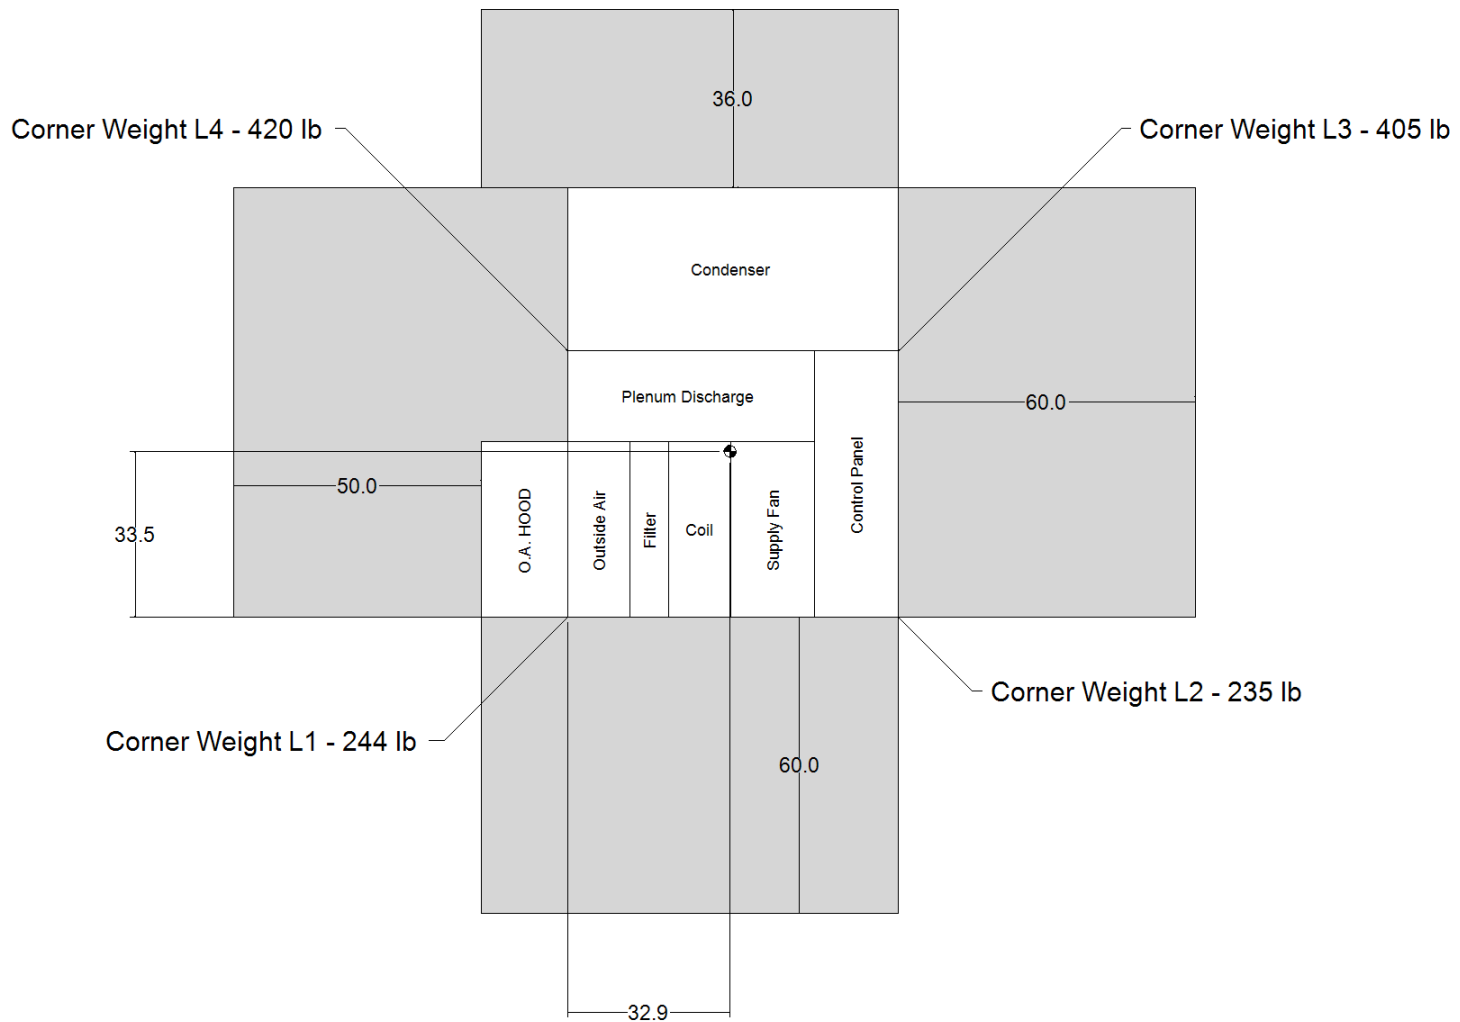 36.0
Corner Weight L4 - 420 lb
Corner Weight L3 - 405 lb
Condenser
Plenum Discharge
60.0
Control Panel
50.0
O.A. HOOD
Outside Air
Filter
Coil
Supply Fan
33.5
Corner Weight L2 - 235 lb
Corner Weight L1 - 244 lb
60.0
32.9